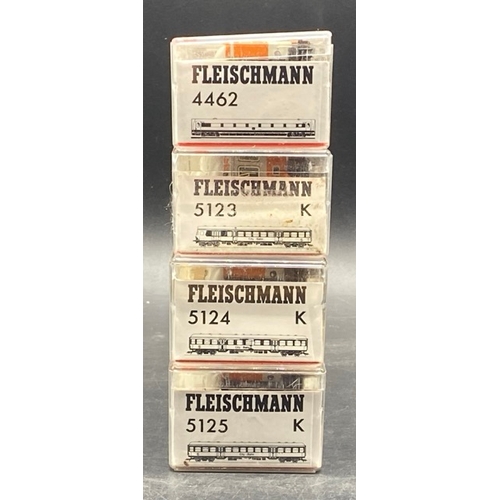 FLEISCHMANN
4462
FLEISCHMANN
5123 K
FLEISCHMANN
5124 K
FLEISCHMANN
5125 K